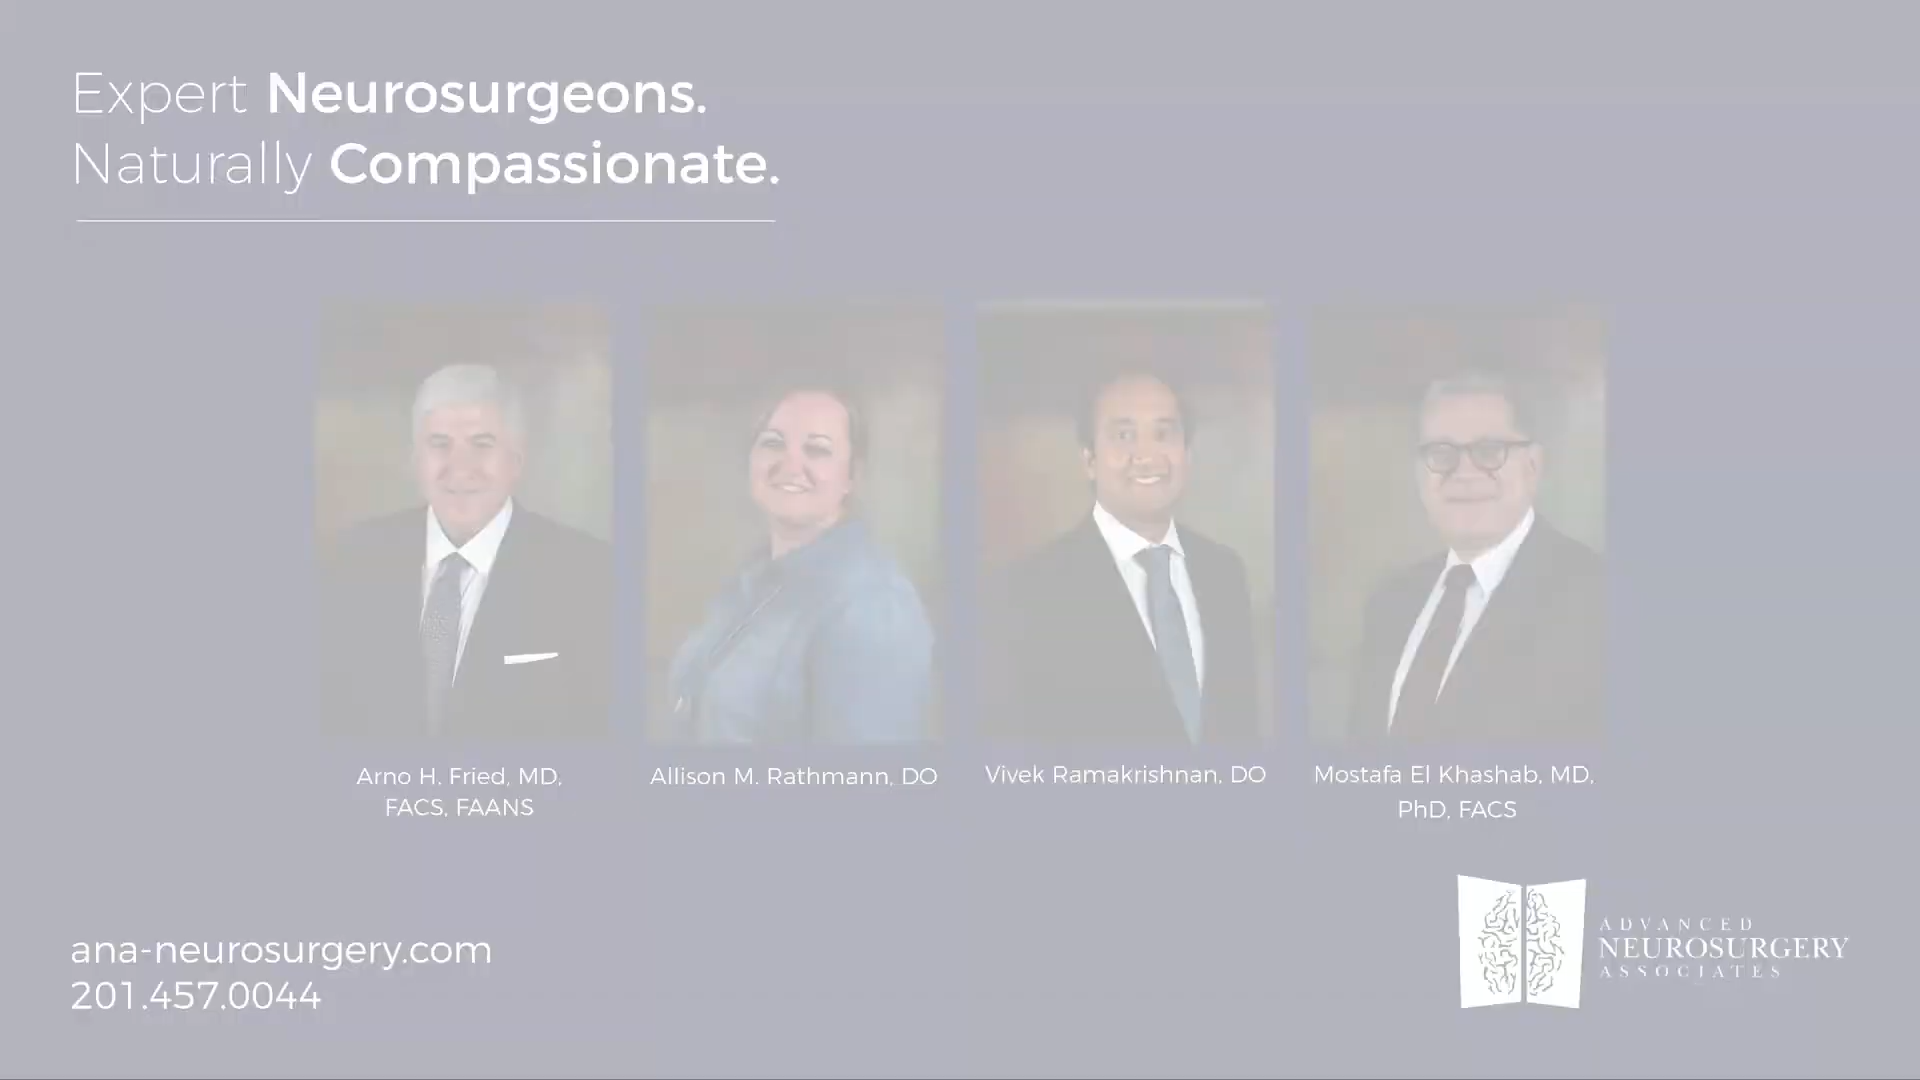 Expert Neurosurgeons.
Naturally Compassionate.
Arno H. Fried, MD,
FACS, FAANS
Allison M. Rathmann, DO
Vivek Ramakrishnan, DO
Mostafa El Khashab, MD,
PhD, FACS
ana-neurosurgery.com
201.457.0044
ADVANCED
NEUROSURGERY
ASSOCIATES